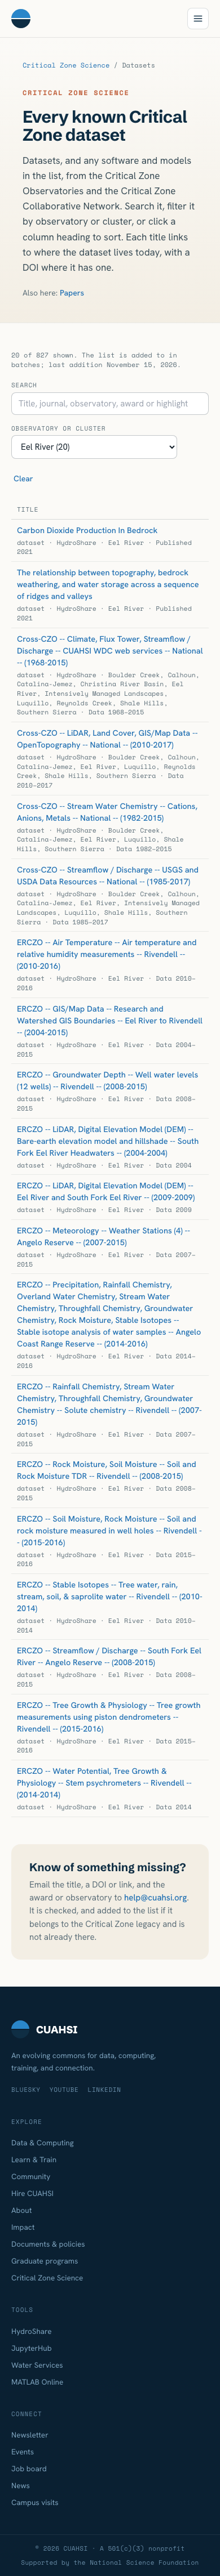 Critical Zone Science / Datasets
CRITICAL ZONE SCIENCE
Every known Critical
Zone dataset
Datasets, and any software and models
in the list, from the Critical Zone
Observatories and the Critical Zone
Collaborative Network. Search it, filter it
by observatory or cluster, or click a
column heading to sort. Each title links
to where the dataset lives today, with a
DOI where it has one.
Also here: Papers
20 of 827 shown. The list is added to in
batches; last addition November 15, 2026.
SEARCH
Title, journal, observatory, award or highlight
OBSERVATORY OR CLUSTER
Eel River (20)
Clear
TITLE
Carbon Dioxide Production In Bedrock
dataset · HydroShare · Eel River · Published
2021
The relationship between topography, bedrock
weathering, and water storage across a sequence
of ridges and valleys
dataset · HydroShare · Eel River · Published
2021
Cross-CZO -- Climate, Flux Tower, Streamflow /
Discharge -- CUAHSI WDC web services -- National
-- (1968-2015)
dataset · HydroShare · Boulder Creek, Calhoun,
Catalina-Jemez, Christina River Basin, Eel
River, Intensively Managed Landscapes,
Luquillo, Reynolds Creek, Shale Hills,
Southern Sierra · Data 1968–2015
Cross-CZO -- LiDAR, Land Cover, GIS/Map Data --
OpenTopography -- National -- (2010-2017)
dataset · HydroShare · Boulder Creek, Calhoun,
Catalina-Jemez, Eel River, Luquillo, Reynolds
Creek, Shale Hills, Southern Sierra · Data
2010–2017
Cross-CZO -- Stream Water Chemistry -- Cations,
Anions, Metals -- National -- (1982-2015)
dataset · HydroShare · Boulder Creek,
Catalina-Jemez, Eel River, Luquillo, Shale
Hills, Southern Sierra · Data 1982–2015
Cross-CZO -- Streamflow / Discharge -- USGS and
USDA Data Resources -- National -- (1985-2017)
dataset · HydroShare · Boulder Creek, Calhoun,
Catalina-Jemez, Eel River, Intensively Managed
Landscapes, Luquillo, Shale Hills, Southern
Sierra · Data 1985–2017
ERCZO -- Air Temperature -- Air temperature and
relative humidity measurements -- Rivendell --
(2010-2016)
dataset · HydroShare · Eel River · Data 2010–
2016
ERCZO -- GIS/Map Data -- Research and
Watershed GIS Boundaries -- Eel River to Rivendell
-- (2004-2015)
dataset · HydroShare · Eel River · Data 2004–
2015
ERCZO -- Groundwater Depth -- Well water levels
(12 wells) -- Rivendell -- (2008-2015)
dataset · HydroShare · Eel River · Data 2008–
2015
ERCZO -- LiDAR, Digital Elevation Model (DEM) --
Bare-earth elevation model and hillshade -- South
Fork Eel River Headwaters -- (2004-2004)
dataset · HydroShare · Eel River · Data 2004
ERCZO -- LiDAR, Digital Elevation Model (DEM) --
Eel River and South Fork Eel River -- (2009-2009)
dataset · HydroShare · Eel River · Data 2009
ERCZO -- Meteorology -- Weather Stations (4) --
Angelo Reserve -- (2007-2015)
dataset · HydroShare · Eel River · Data 2007–
2015
ERCZO -- Precipitation, Rainfall Chemistry,
Overland Water Chemistry, Stream Water
Chemistry, Throughfall Chemistry, Groundwater
Chemistry, Rock Moisture, Stable Isotopes --
Stable isotope analysis of water samples -- Angelo
Coast Range Reserve -- (2014-2016)
dataset · HydroShare · Eel River · Data 2014–
2016
ERCZO -- Rainfall Chemistry, Stream Water
Chemistry, Throughfall Chemistry, Groundwater
Chemistry -- Solute chemistry -- Rivendell -- (2007-
2015)
dataset · HydroShare · Eel River · Data 2007–
2015
ERCZO -- Rock Moisture, Soil Moisture -- Soil and
Rock Moisture TDR -- Rivendell -- (2008-2015)
dataset · HydroShare · Eel River · Data 2008–
2015
ERCZO -- Soil Moisture, Rock Moisture -- Soil and
rock moisture measured in well holes -- Rivendell -
- (2015-2016)
dataset · HydroShare · Eel River · Data 2015–
2016
ERCZO -- Stable Isotopes -- Tree water, rain,
stream, soil, & saprolite water -- Rivendell -- (2010-
2014)
dataset · HydroShare · Eel River · Data 2010–
2014
ERCZO -- Streamflow / Discharge -- South Fork Eel
River -- Angelo Reserve -- (2008-2015)
dataset · HydroShare · Eel River · Data 2008–
2015
ERCZO -- Tree Growth & Physiology -- Tree growth
measurements using piston dendrometers --
Rivendell -- (2015-2016)
dataset · HydroShare · Eel River · Data 2015–
2016
ERCZO -- Water Potential, Tree Growth &
Physiology -- Stem psychrometers -- Rivendell --
(2014-2014)
dataset · HydroShare · Eel River · Data 2014
Know of something missing?
Email the title, a DOI or link, and the
award or observatory to help@cuahsi.org.
It is checked, and added to the list if it
belongs to the Critical Zone legacy and is
not already there.
CUAHSI
An evolving commons for data, computing,
training, and connection.
BLUESKY YOUTUBE LINKEDIN
EXPLORE
Data & Computing
Learn & Train
Community
Hire CUAHSI
About
Impact
Documents & policies
Graduate programs
Critical Zone Science
TOOLS
HydroShare
JupyterHub
Water Services
MATLAB Online
CONNECT
Newsletter
Events
Job board
News
Campus visits
© 2026 CUAHSI · A 501(c)(3) nonprofit
Supported by the National Science Foundation